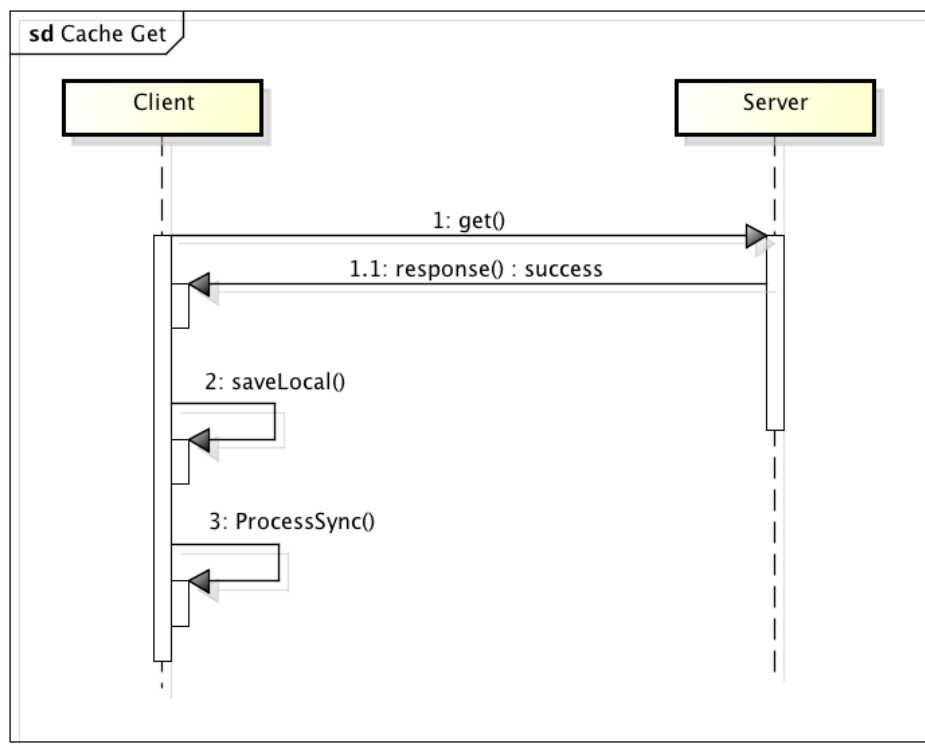 sd Cache Get
Client
Server
1: get()
1.1: response() : success
2: saveLocal()
3: ProcessSync()